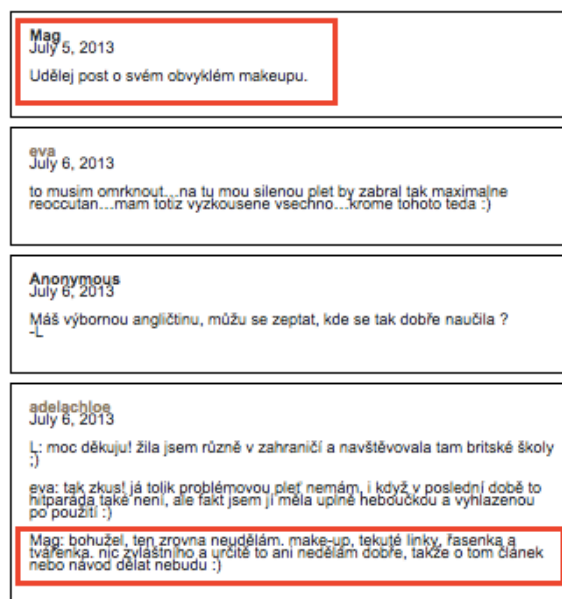 Mag
July 5, 2013
Udělej post o svém obvyklém makeupu.
eva
July 6, 2013
to musim omrknout...na tu mou silenou plet by zabral tak maximalne
reoccutan...mam totiz vyzkousene vsechno...krome tohoto teda :)
Anonymous
July 6, 2013
Máš výbornou angličtinu, můžu se zeptat, kde se tak dobře naučila ?
-L
adelachloe
July 6, 2013
L: moc děkuju! žila jsem různě v zahraničí a navštěvovala tam britské školy
;)
eva: tak zkus! já tolik problémovou pleť nemám, i když v poslední době to
hitparáda také není, ale fakt jsem jí měla uplně heboučkou a vyhlazenou
po použití :)
Mag: bohužel, ten zrovna neudělám. make-up, tekuté linky, řasenka a
tvářenka. nic zvláštního a určitě to ani nedělám dobře, takže o tom článek
nebo návod dělat nebudu :)